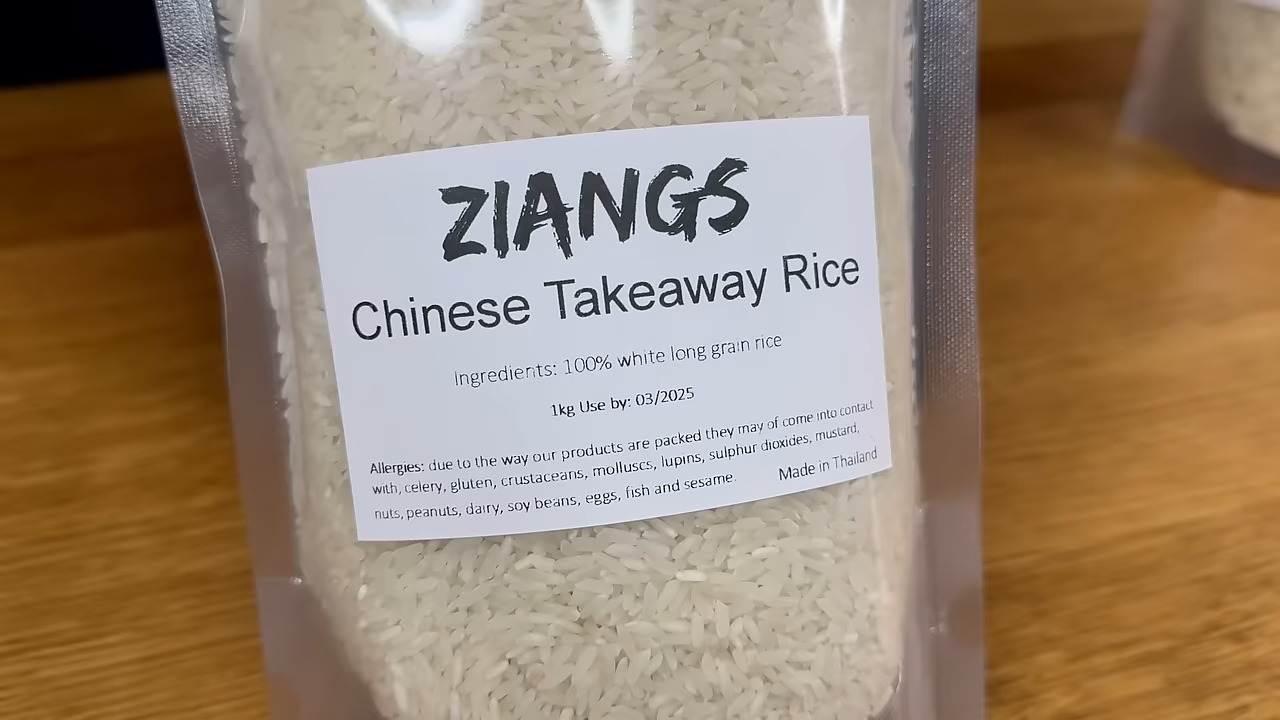 ZIANGS
Chinese Takeaway Rice
Ingredients: 100% white long grain rice
1kg Use by: 03/2025
Allergies: due to the way our products are packed they may of come into contact
with, celery, gluten, crustaceans, molluscs, lupins, sulphur dioxides, mustard,
nuts, peanuts, dairy, soy beans, eggs, fish and sesame.
Made in Thailand